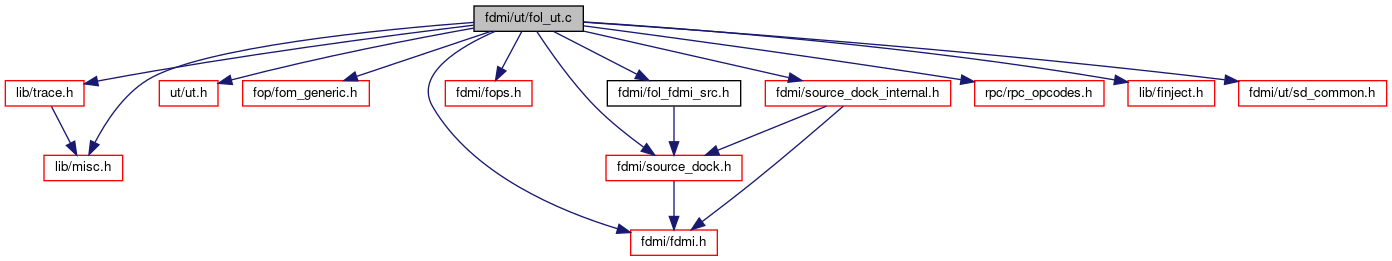 fdmi/ut/fol_ut.c
lib/trace.h
ut/ut.h
fop/fom_generic.h
fdmi/fops.h
fdmi/fol_fdmi_src.h
fdmi/source_dock_internal.h
rpc/rpc_opcodes.h
lib/finject.h
fdmi/ut/sd_common.h
lib/misc.h
fdmi/source_dock.h
fdmi/fdmi.h